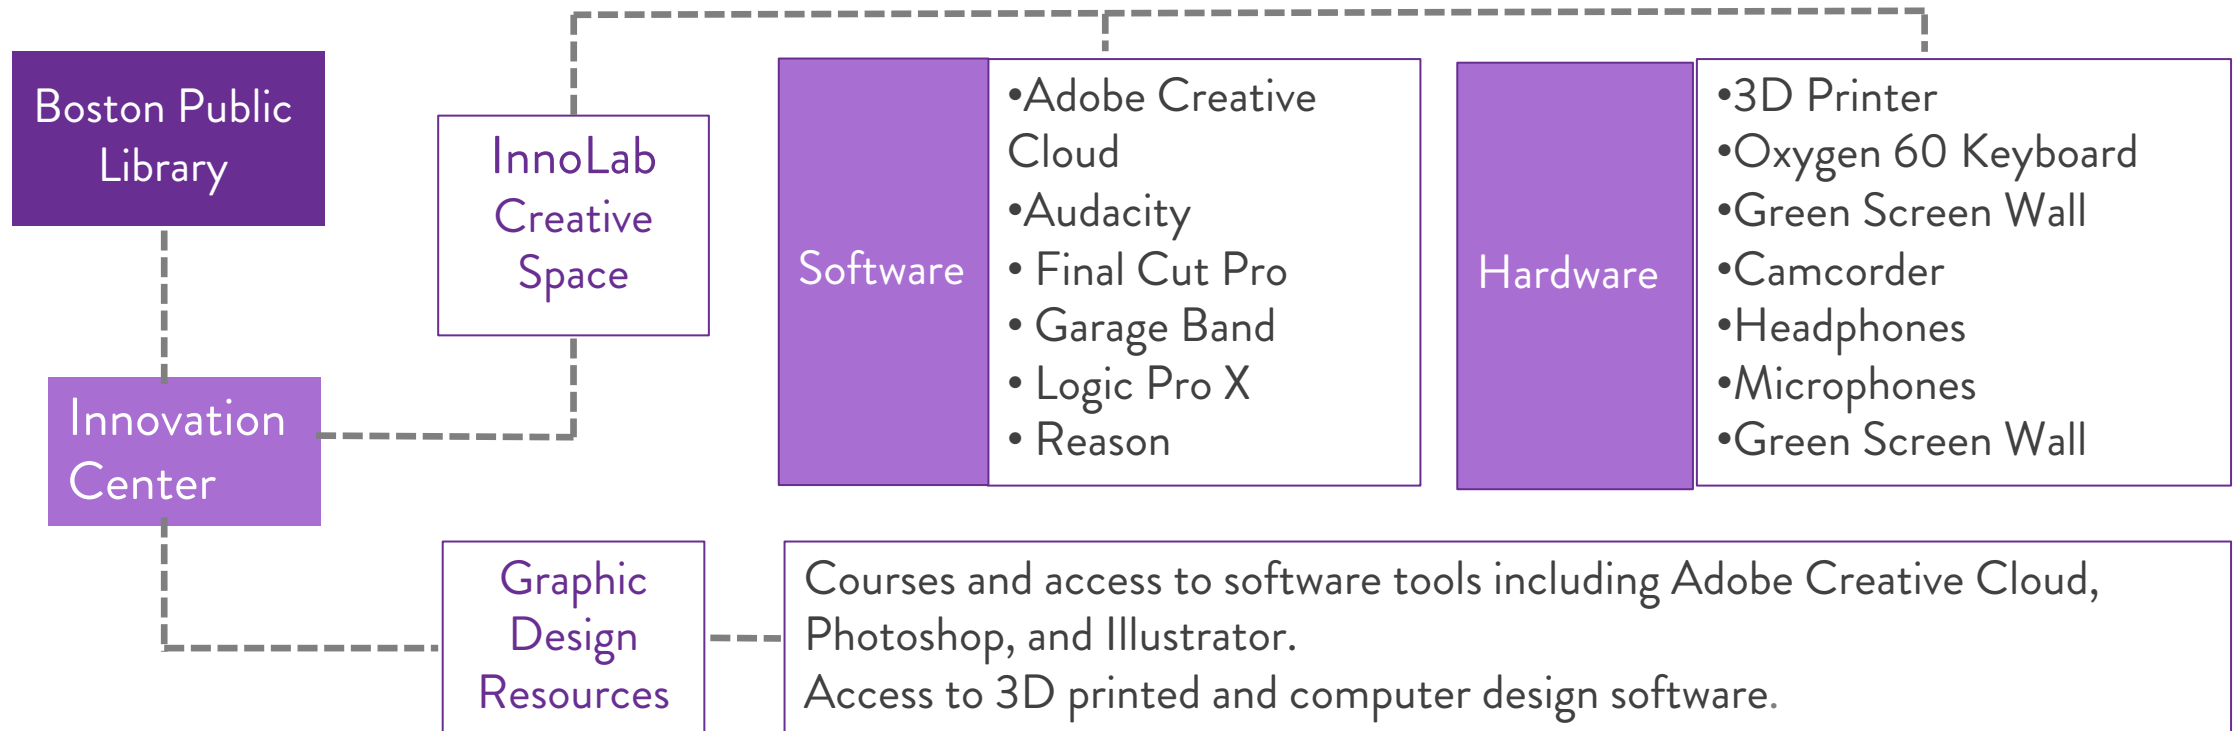 Boston Public
Library
Innovation
Center
InnoLab
Creative
Space
Software
•Adobe Creative
Cloud
•Audacity
• Final Cut Pro
• Garage Band
• Logic Pro X
• Reason
Hardware
•3D Printer
•Oxygen 60 Keyboard
•Green Screen Wall
•Camcorder
•Headphones
•Microphones
•Green Screen Wall
Graphic
Design
Resources
Courses and access to software tools including Adobe Creative Cloud,
Photoshop, and Illustrator.
Access to 3D printed and computer design software.